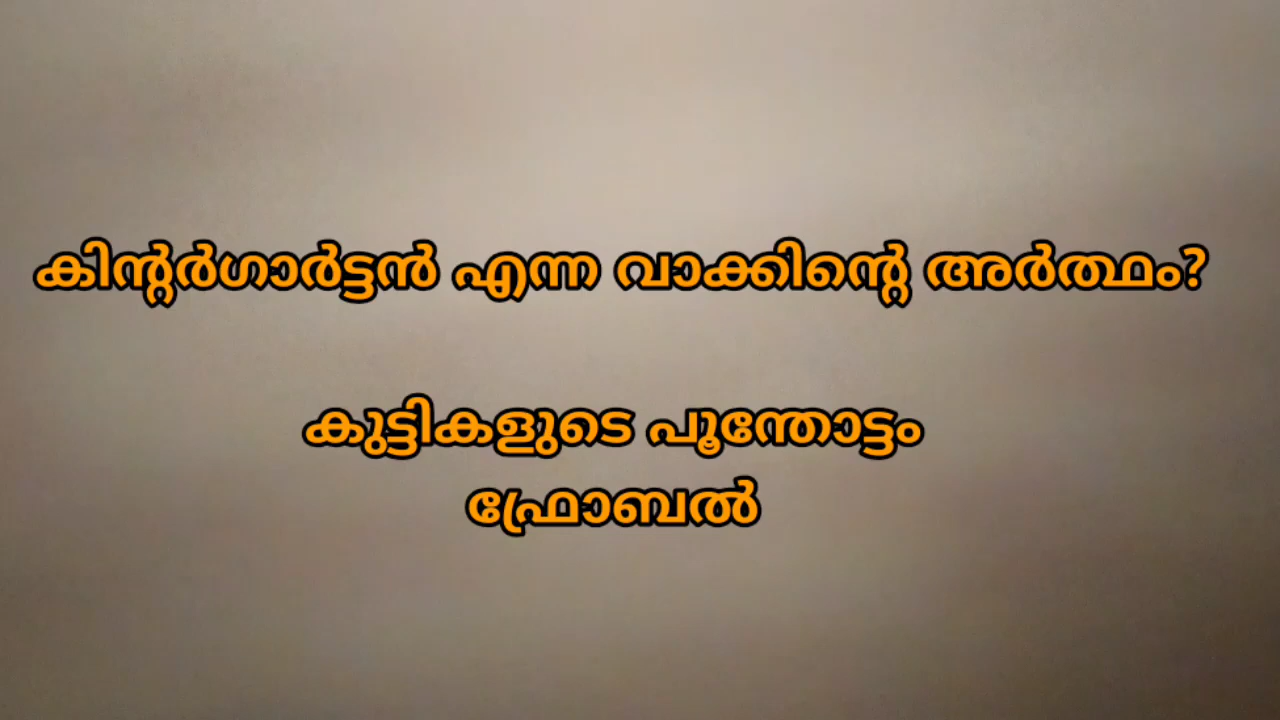 കിന്റർഗാർട്ടൻ എന്ന വാക്കിന്റെ അർത്ഥം?
കുട്ടികളുടെ പൂന്തോട്ടം
ഫ്രോബൽ